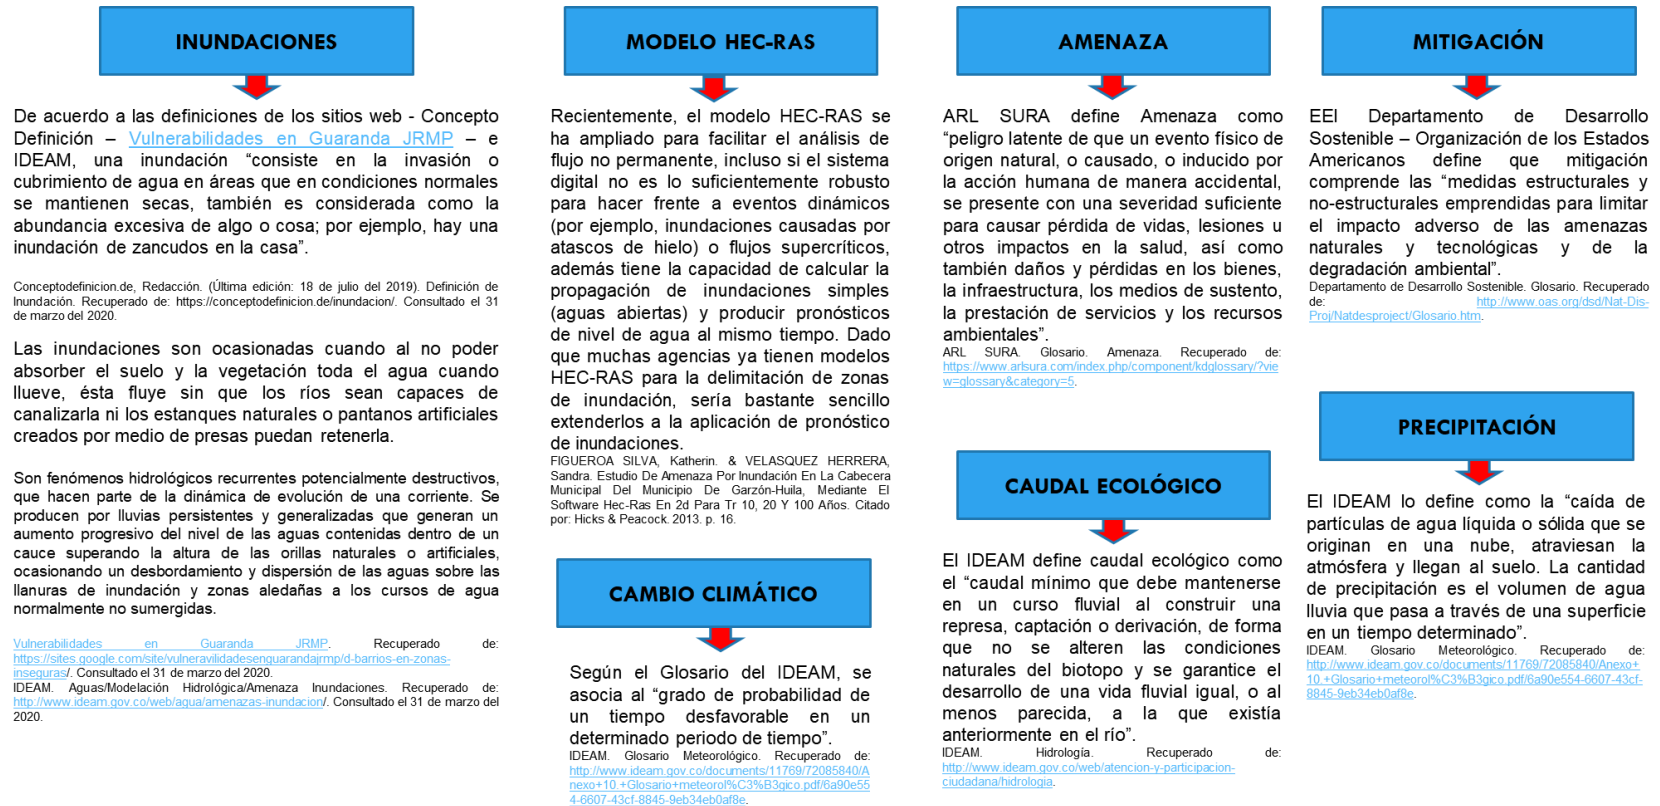 INUNDACIONES
De acuerdo a las definiciones de los sitios web - Concepto
Definición – Vulnerabilidades en Guaranda JRMP – e
IDEAM, una inundación “consiste en la invasión o
cubrimiento de agua en áreas que en condiciones normales
se mantienen secas, también es considerada como la
abundancia excesiva de algo o cosa; por ejemplo, hay una
inundación de zancudos en la casa”.
Conceptodefinicion.de, Redacción. (Última edición: 18 de julio del 2019). Definición de
Inundación. Recuperado de: https://conceptodefinicion.de/inundacion/. Consultado el 31
de marzo del 2020.
Las inundaciones son ocasionadas cuando al no poder
absorber el suelo y la vegetación toda el agua cuando
llueve, ésta fluye sin que los ríos sean capaces de
canalizarla ni los estanques naturales o pantanos artificiales
creados por medio de presas puedan retenerla.
Son fenómenos hidrológicos recurrentes potencialmente destructivos,
que hacen parte de la dinámica de evolución de una corriente. Se
producen por lluvias persistentes y generalizadas que generan un
aumento progresivo del nivel de las aguas contenidas dentro de un
cauce superando la altura de las orillas naturales o artificiales,
ocasionando un desbordamiento y dispersión de las aguas sobre las
llanuras de inundación y zonas aledañas a los cursos de agua
normalmente no sumergidas.
Vulnerabilidades en Guaranda JRMP. Recuperado de:
https://sites.google.com/site/vulneravilidadesenguarandajrmp/d-barrios-en-zonas-
inseguras/. Consultado el 31 de marzo del 2020.
IDEAM. Aguas/Modelación Hidrológica/Amenaza Inundaciones. Recuperado de:
http://www.ideam.gov.co/web/agua/amenazas-inundacion/. Consultado el 31 de marzo del
2020.
MODELO HEC-RAS
Recientemente, el modelo HEC-RAS se
ha ampliado para facilitar el análisis de
flujo no permanente, incluso si el sistema
digital no es lo suficientemente robusto
para hacer frente a eventos dinámicos
(por ejemplo, inundaciones causadas por
atascos de hielo) o flujos supercríticos,
además tiene la capacidad de calcular la
propagación de inundaciones simples
(aguas abiertas) y producir pronósticos
de nivel de agua al mismo tiempo. Dado
que muchas agencias ya tienen modelos
HEC-RAS para la delimitación de zonas
de inundación, sería bastante sencillo
extenderlos a la aplicación de pronóstico
de inundaciones.
FIGUEROA SILVA, Katherin. & VELASQUEZ HERRERA,
Sandra. Estudio De Amenaza Por Inundación En La Cabecera
Municipal Del Municipio De Garzón-Huila, Mediante El
Software Hec-Ras En 2d Para Tr 10, 20 Y 100 Años. Citado
por: Hicks & Peacock. 2013. p. 16.
CAMBIO CLIMÁTICO
Según el Glosario del IDEAM, se
asocia al “grado de probabilidad de
un tiempo desfavorable en un
determinado periodo de tiempo”.
IDEAM. Glosario Meteorológico. Recuperado de:
http://www.ideam.gov.co/documents/11769/72085840/A
nexo+10.+Glosario+meteorol%C3%B3gico.pdf/6a90e55
4-6607-43cf-8845-9eb34eb0af8e.
AMENAZA
ARL SURA define Amenaza como
“peligro latente de que un evento físico de
origen natural, o causado, o inducido por
la acción humana de manera accidental,
se presente con una severidad suficiente
para causar pérdida de vidas, lesiones u
otros impactos en la salud, así como
también daños y pérdidas en los bienes,
la infraestructura, los medios de sustento,
la prestación de servicios y los recursos
ambientales”.
ARL SURA. Glosario. Amenaza. Recuperado de:
https://www.arlsura.com/index.php/component/kdglossary/?vie
w=glossary&category=5.
CAUDAL ECOLÓGICO
El IDEAM define caudal ecológico como
el “caudal mínimo que debe mantenerse
en un curso fluvial al construir una
represa, captación o derivación, de forma
que no se alteren las condiciones
naturales del biotopo y se garantice el
desarrollo de una vida fluvial igual, o al
menos parecida, a la que existía
anteriormente en el río”.
IDEAM. Hidrología. Recuperado de:
http://www.ideam.gov.co/web/atencion-y-participacion-
ciudadana/hidrologia.
MITIGACIÓN
EEl Departamento de Desarrollo
Sostenible – Organización de los Estados
Americanos define que mitigación
comprende las “medidas estructurales y
no-estructurales emprendidas para limitar
el impacto adverso de las amenazas
naturales y tecnológicas y de la
degradación ambiental”.
Departamento de Desarrollo Sostenible. Glosario. Recuperado
de: http://www.oas.org/dsd/Nat-Dis-
Proj/Natdesproject/Glosario.htm.
PRECIPITACIÓN
El IDEAM lo define como la “caída de
partículas de agua líquida o sólida que se
originan en una nube, atraviesan la
atmósfera y llegan al suelo. La cantidad
de precipitación es el volumen de agua
lluvia que pasa a través de una superficie
en un tiempo determinado”.
IDEAM. Glosario Meteorológico. Recuperado de:
http://www.ideam.gov.co/documents/11769/72085840/Anexo+
10.+Glosario+meteorol%C3%B3gico.pdf/6a90e554-6607-43cf-
8845-9eb34eb0af8e.